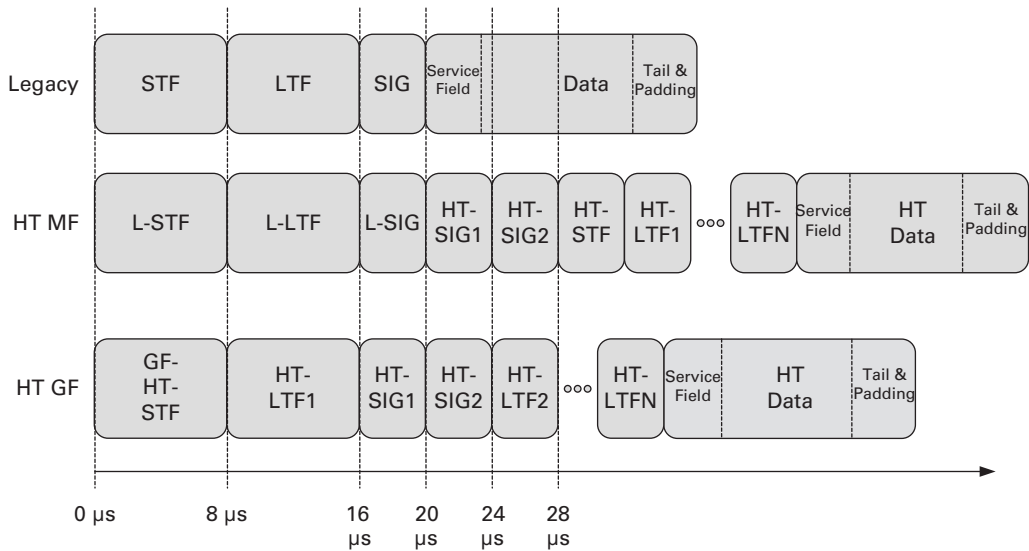 Legacy
STF
LTF
SIG
Service
Field
Data
Tail &
Padding
HT MF
L-STF
L-LTF
L-SIG
HT-
SIG1
HT-
SIG2
HT-
STF
HT-
LTF1
HT-
LTFN
Service
Field
HT
Data
Tail &
Padding
HT GF
GF-
HT-
STF
HT-
LTF1
HT-
SIG1
HT-
SIG2
HT-
LTF2
HT-
LTFN
Service
Field
HT
Data
Tail &
Padding
0 µs
8 µs
16
µs
20
µs
24
µs
28
µs